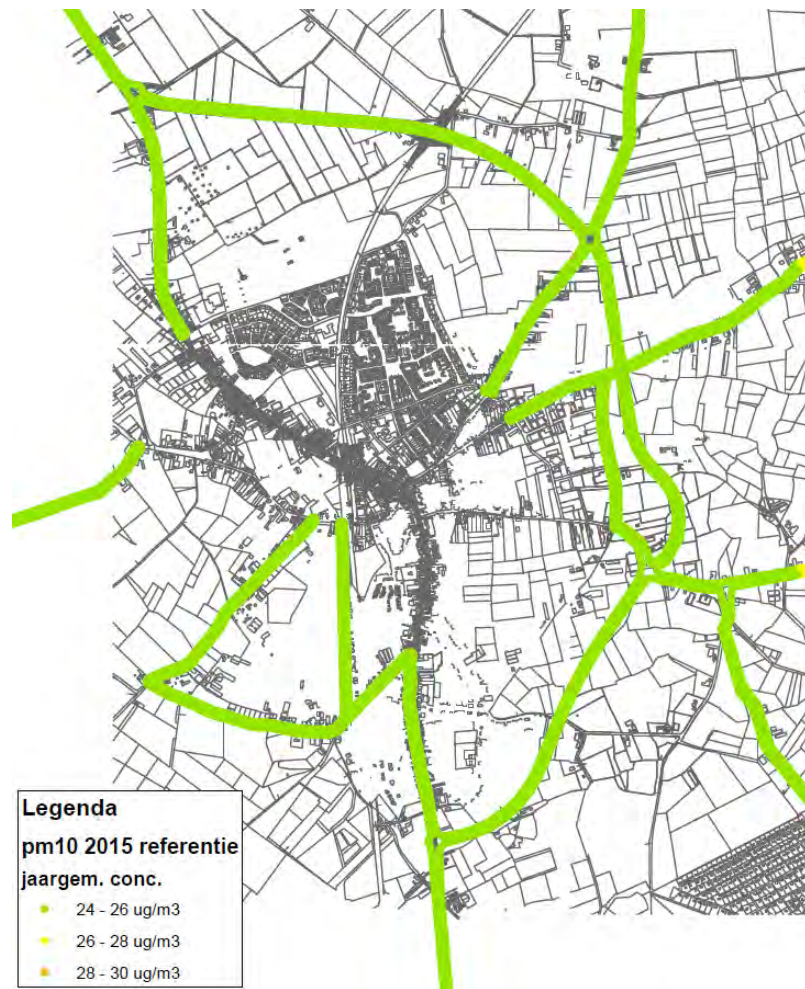 Legenda
pm10 2015 referentie
jaargem. conc.
24 - 26 ug/m3
26 - 28 ug/m3
28 - 30 ug/m3